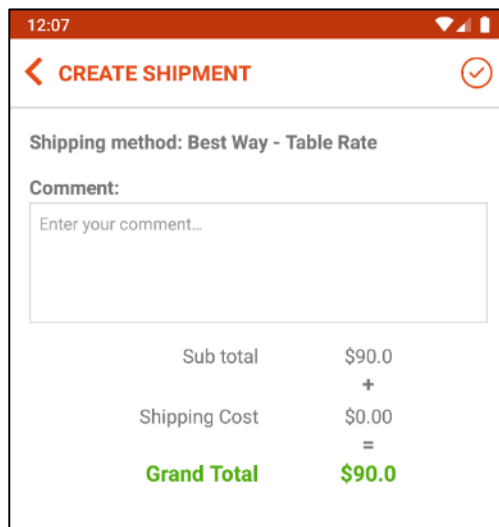 12:07
CREATE SHIPMENT
Shipping method: Best Way - Table Rate
Comment:
Enter your comment...
Sub total $90.0
+
Shipping Cost $0.00
=
Grand Total $90.0